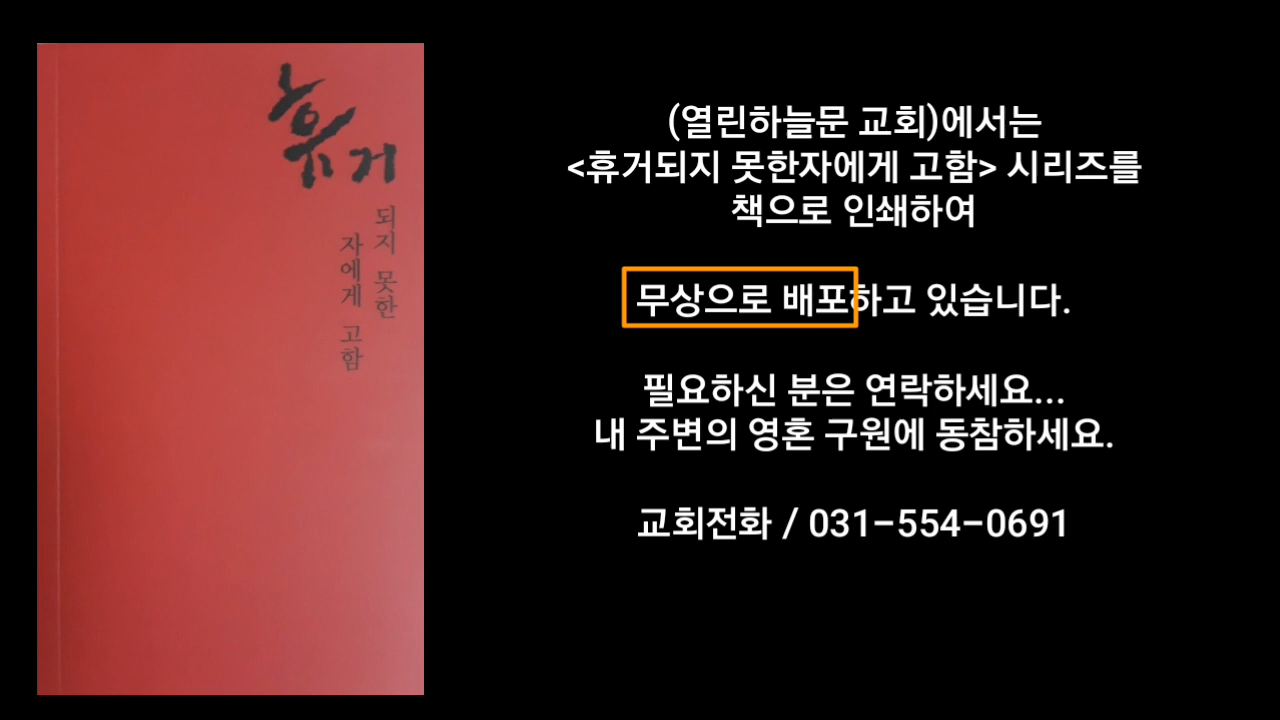 휴거
되지 못한
자에게 고함
(열린하늘문 교회)에서는
<휴거되지 못한자에게 고함> 시리즈를
책으로 인쇄하여
무상으로 배포하고 있습니다.
필요하신 분은 연락하세요...
내 주변의 영혼 구원에 동참하세요.
교회전화 / 031-554-0691